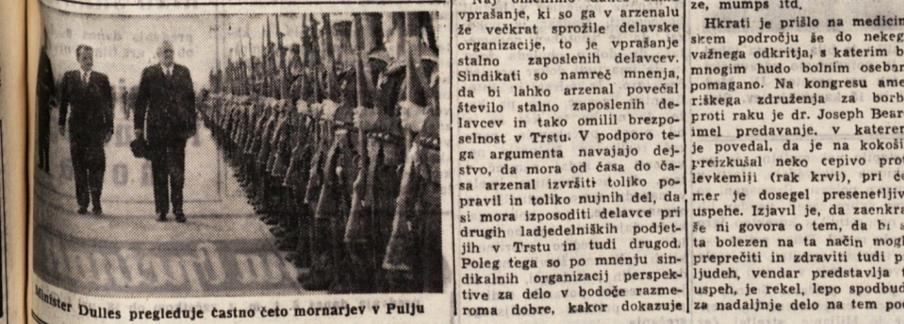 Minister Dulles pregleduje častno četo mornarjev v Pulju
vprašanje, ki so ga v arzenalu
že večkrat sprožile delavske
organizacije, to je vprašanje
stalno zaposlenih delavcev.
Sindikati so namreč mnenja,
da bi lahko arzenal povečal
število stalno zaposlenih de-
lavcev in tako omilil brezpo-
selnost v Trstu. V podporo te-
ga argumenta navajajo dej-
stvo, da mora od časa do ča-
sa arzenal izvršiti toliko po-
pravil in toliko nujnih del, da
si mora izposoditi delavce pri
drugih ladjedelniških podjet-
jih v Trstu in tudi drugod.
Poleg tega so po mnenju sin-
dikalnih organizacij perspek-
tive za delo v bodoče razme-
roma dobre, kakor dokazuje
ze, mumps itd.
Hkrati je prišlo na medicin
skem področju še do nekeg
važnega odkritja, s katerim b
mnogim hudo bolnim osebam
pomagano. Na kongresu ame
riškega združenja za borb
proti raku je dr. Joseph Bear
imel predavanje, v kateren
je povedal, da je na kokoši
preizkušal neko cepivo prot
levkemiji (rak krvi), pri če
mer je dosegel presenetljiv
uspehe. Izjavil je, da zaenkra
še ni govora o tem, da bi s
ta bolezen na ta način mogl
preprečiti in zdraviti tudi p
ljudeh, vendar predstavlja t
uspeh, je rekel, lepo spodbud
za nadaljnje delo na tem pod